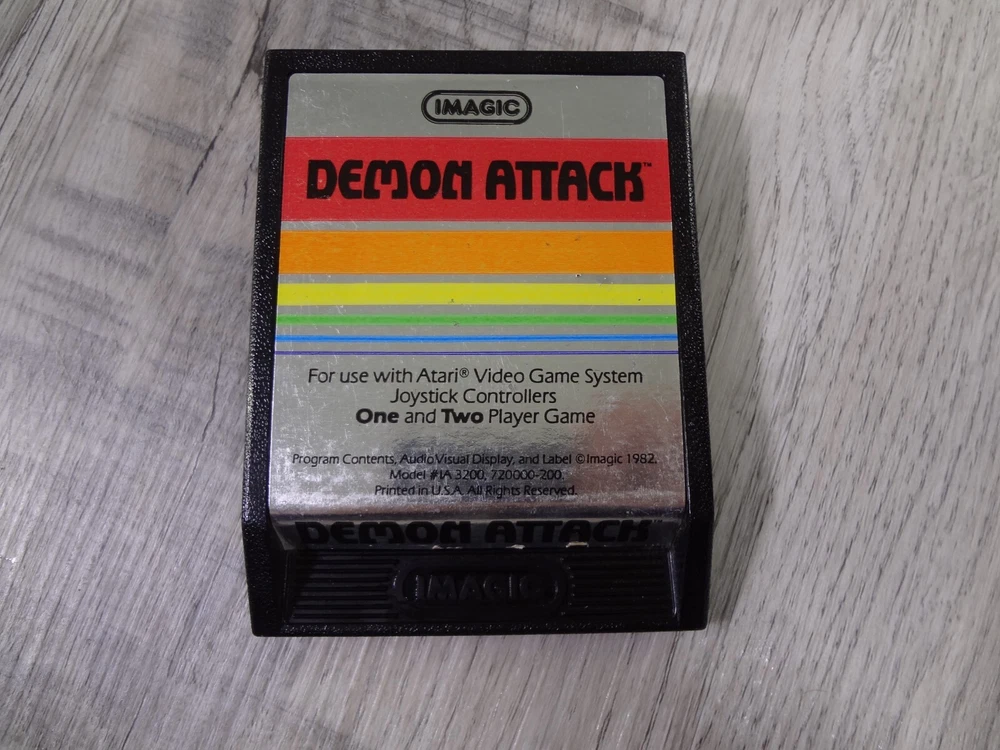 IMAGIC
DEMON ATTACK™
For use with Atari® Video Game System
Joystick Controllers
One and Two Player Game
Program Contents, Audio Visual Display, and Label © Imagic 1982.
Model #IA 3200, 720000-200.
Printed in U.S.A. All Rights Reserved.
DEMON ATTACK™
IMAGIC